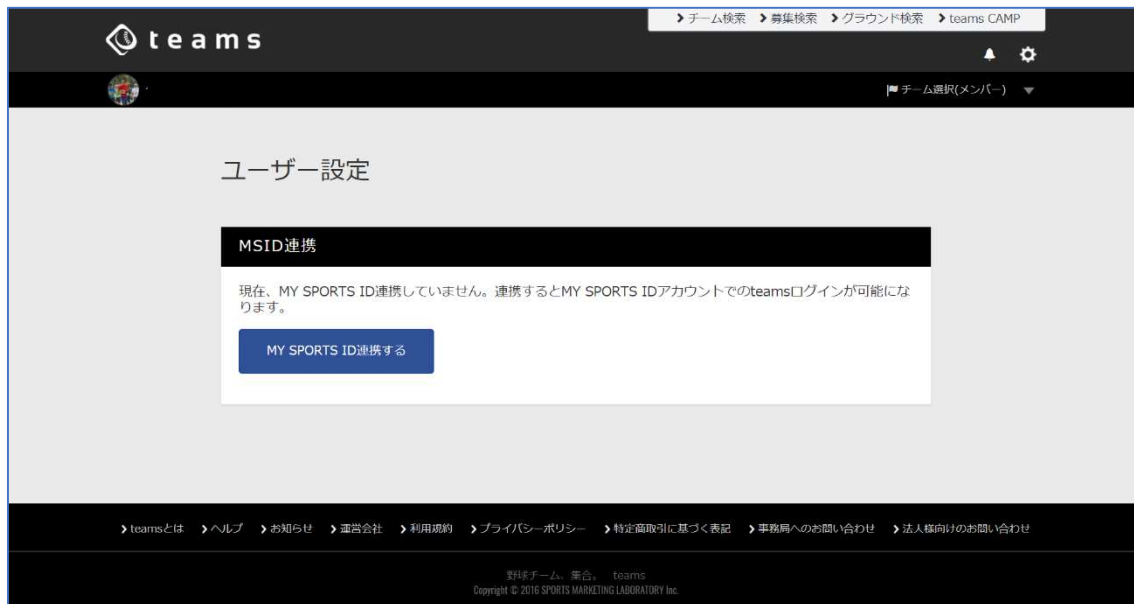 チーム検索 募集検索 グラウンド検索 teams CAMP
teams
チーム選択(メンバー)
ユーザー設定
MSID連携
現在、MY SPORTS ID連携していません。連携するとMY SPORTS IDアカウントでのteamsログインが可能にな
ります。
MY SPORTS ID連携する
teamsとは ヘルプ お知らせ 運営会社 利用規約 プライバシーポリシー 特定商取引に基づく表記 事務局へのお問い合わせ 法人様向けのお問い合わせ
野球チーム、集合。 teams
Copyright © 2016 SPORTS MARKETING LABORATORY Inc.